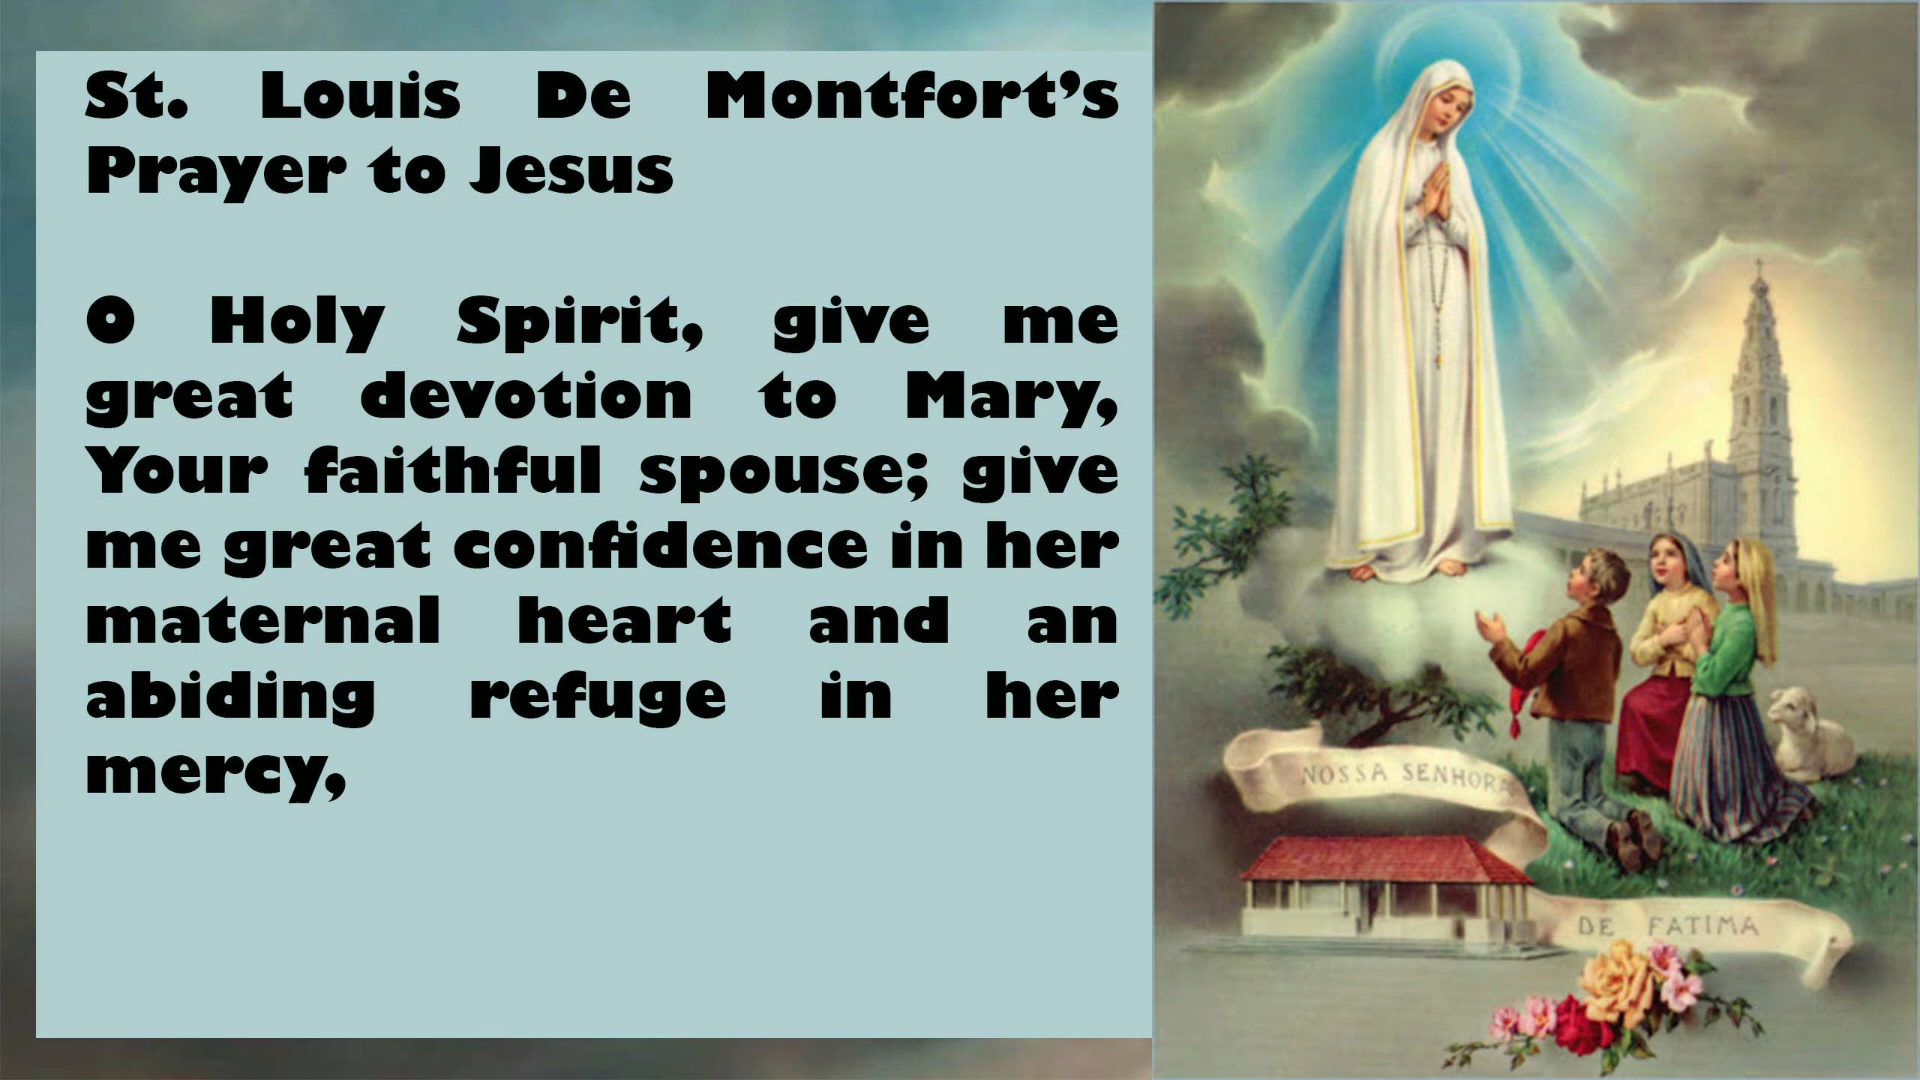 St. Louis De Montfort’s
Prayer to Jesus
O Holy Spirit, give me
great devotion to Mary,
Your faithful spouse; give
me great confidence in her
maternal heart and an
abiding refuge in her
mercy,
NOSSA SENHORA
DE FATIMA